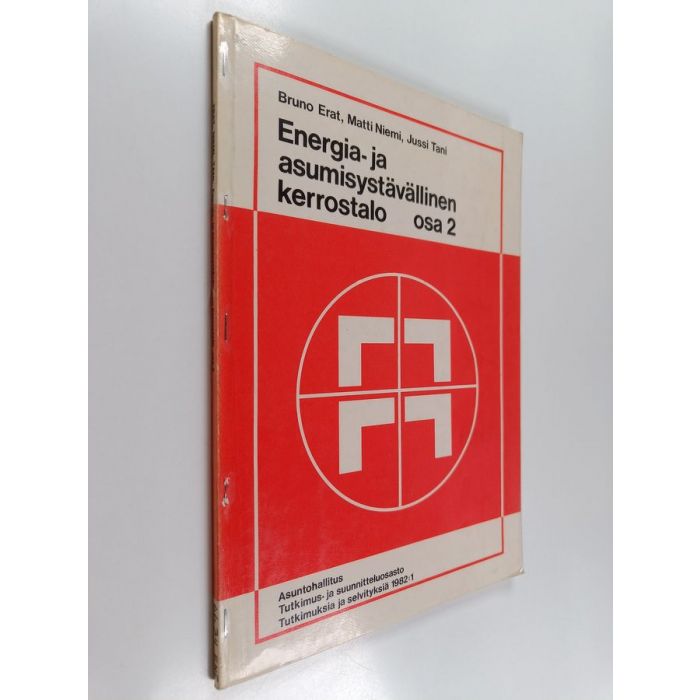 Bruno Erat, Matti Niemi, Jussi Tani
Energia- ja
asumisystävällinen
kerrostalo osa 2
Asuntohallitus
Tutkimus- ja suunnitteluosasto
Tutkimuksia ja selvityksiä 1982:1